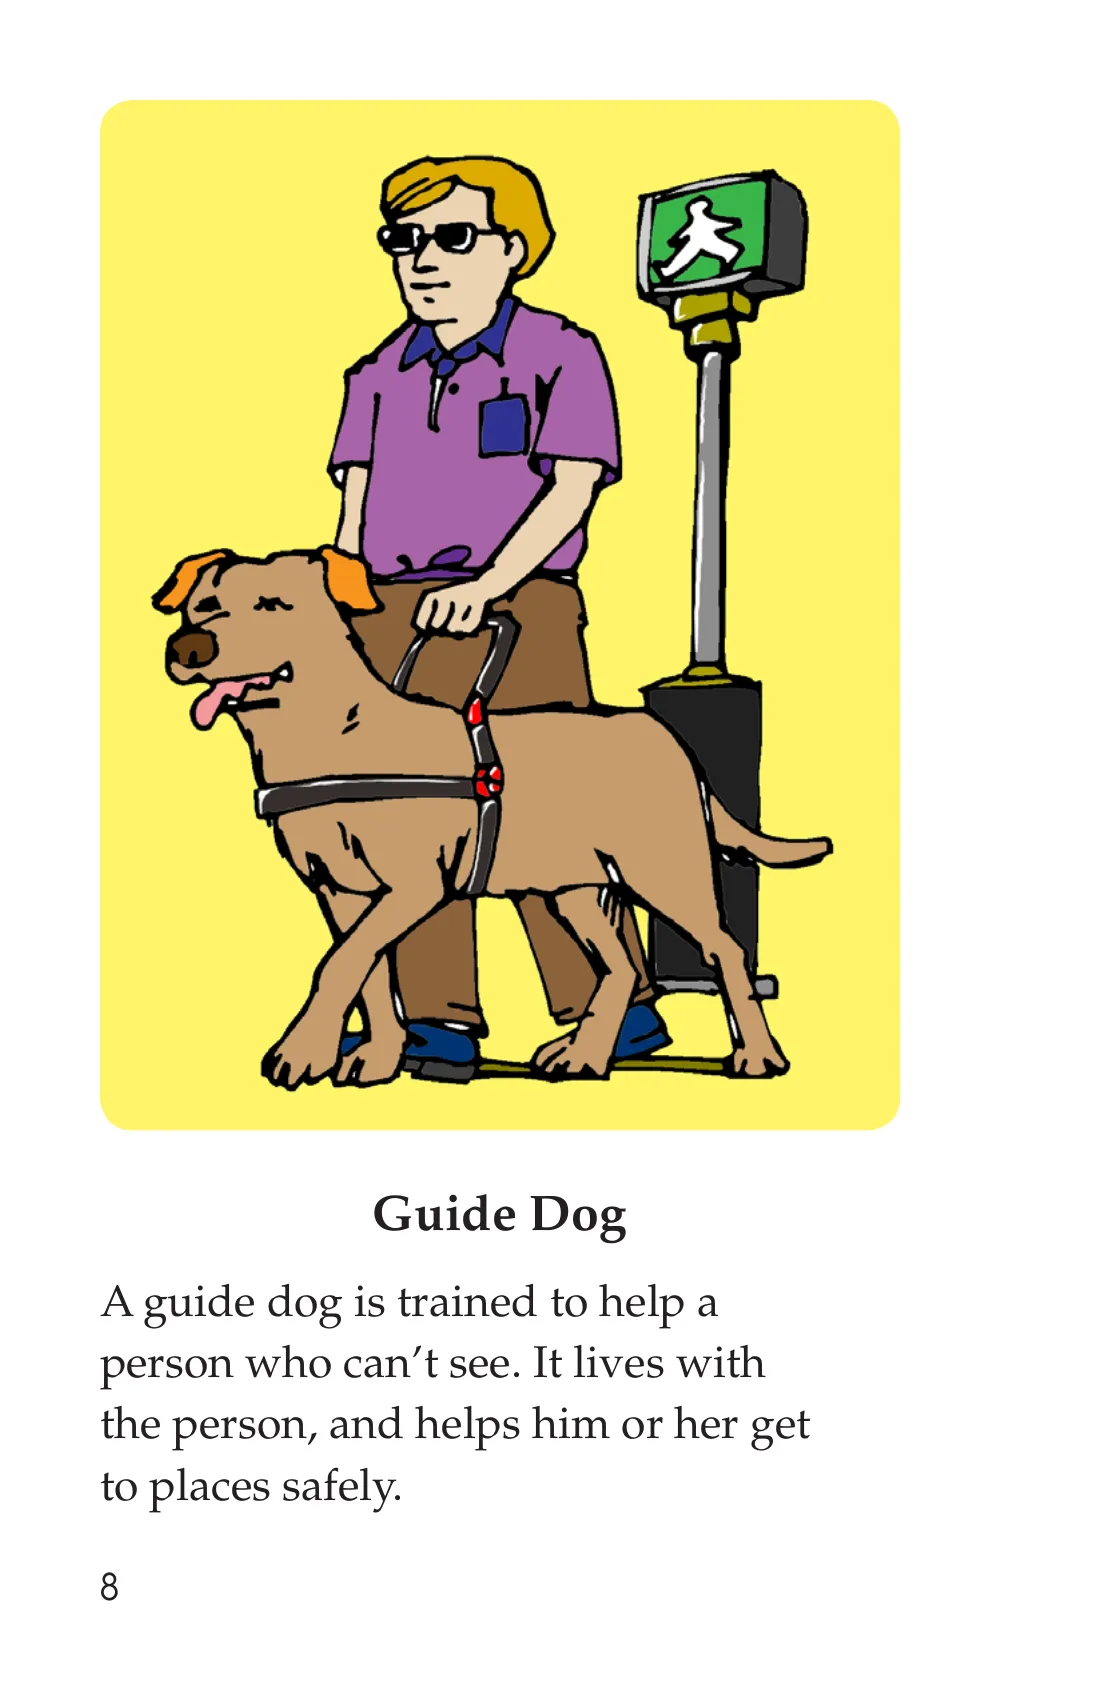 Guide Dog
A guide dog is trained to help a
person who can’t see. It lives with
the person, and helps him or her get
to places safely.
8